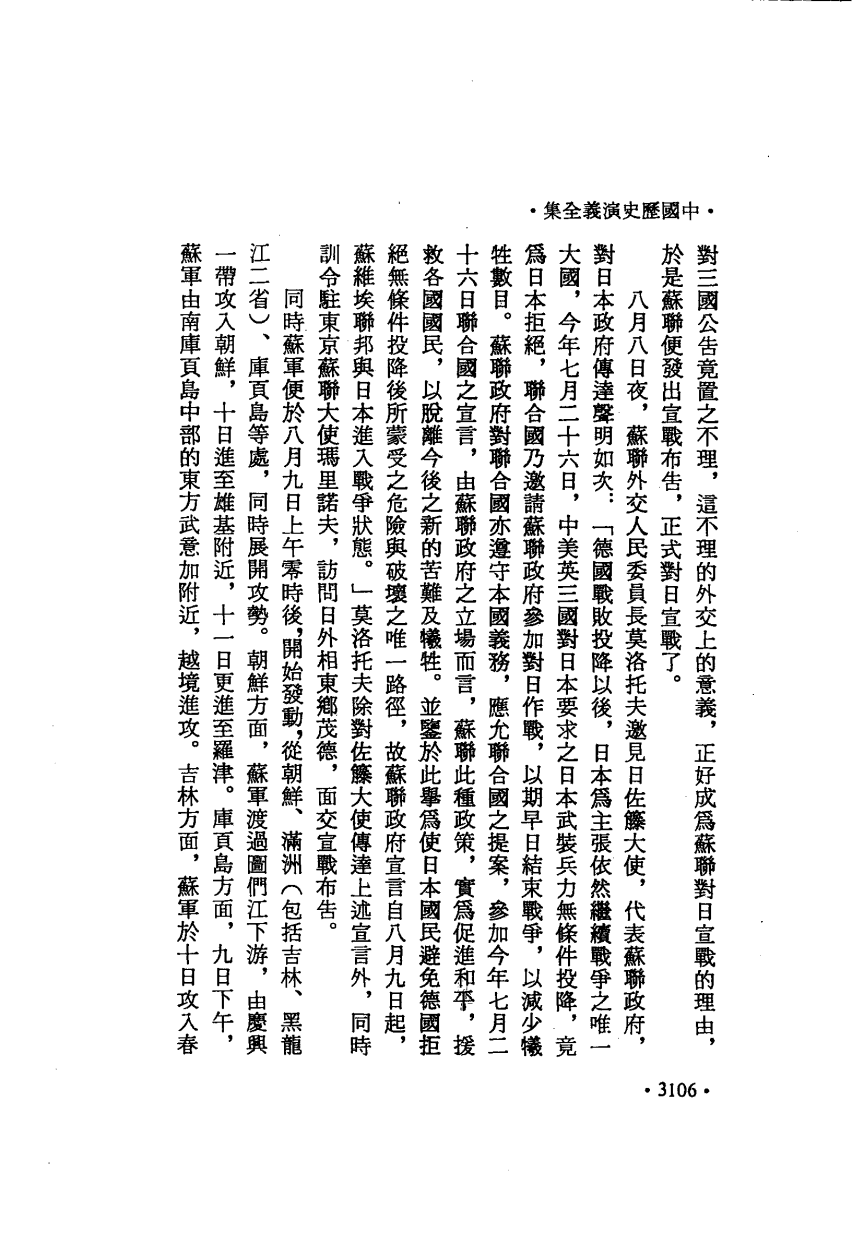 ·中國歷史演義全集·
對三國公告竟置之不理，這不理的外交上的意義，正好成爲蘇聯對日宣戰的理由，
於是蘇聯便發出宣戰布告，正式對日宣戰了。
八月八日夜，蘇聯外交人民委員長莫洛托夫邀見日佐籐大使，代表蘇聯政府，
對日本政府傳達聲明如次：「德國戰敗投降以後，日本爲主張依然繼續戰爭之唯一
大國，今年七月二十六日，中美英三國對日本要求之日本武裝兵力無條件投降，竟
爲日本拒絕，聯合國乃邀請蘇聯政府參加對日作戰，以期早日結束戰爭，以減少犧
牲數目。蘇聯政府對聯合國亦遵守本國義務，應允聯合國之提案，參加今年七月二
十六日聯合國之宣言，由蘇聯政府之立場而言，蘇聯此種政策，實爲促進和平，援
救各國國民，以脫離今後之新的苦難及犧牲。並鑒於此舉爲使日本國民避免德國拒
絕無條件投降後所蒙受之危險與破壞之唯一路徑，故蘇聯政府宣言自八月九日起，
蘇維埃聯邦與日本進入戰爭狀態。」莫洛托夫除對佐籐大使傳達上述宣言外，同時
訓令駐東京蘇聯大使瑪里諾夫，訪問日外相東鄉茂德，面交宣戰布告。
同時蘇軍便於八月九日上午零時後，開始發動，從朝鮮、滿洲（包括吉林、黑龍
江二省）、庫頁島等處，同時展開攻勢。朝鮮方面，蘇軍渡過圖們江下游，由慶興
一帶攻入朝鮮，十日進至雄基附近，十一日更進至羅津。庫頁島方面，九日下午，
蘇軍由南庫頁島中部的東方武意加附近，越境進攻。吉林方面，蘇軍於十日攻入春
·3106·